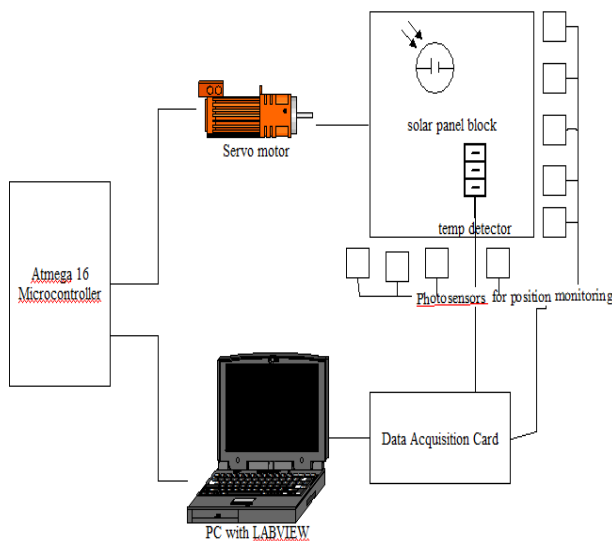 solar panel block
Servo motor
temp detector
Atmega 16
Microcontroller
Photosensors for position monitoring
Data Acquisition Card
PC with LABVIEW